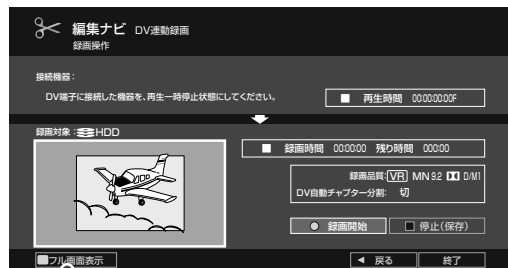 編集ナビ DV連動録画
録画操作
接続機器：
DV端子に接続した機器を、再生一時停止状態にしてください。
再生時間 00:00:00:00F
録画対象：HDD
録画時間 00:00:00 残り時間 000:00
録画品質:VR MN 9.2 D/M1
DV自動チャプター分割: 切
録画開始 停止（保存）
フル画面表示 戻る 終了